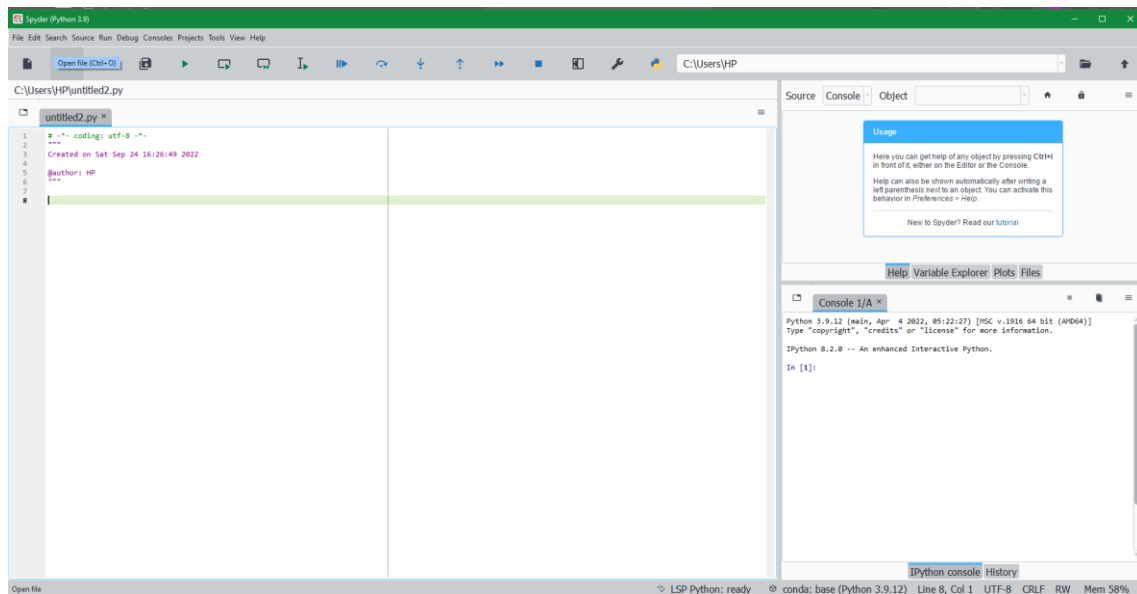 Spyder (Python 3.9)
File Edit Search Source Run Debug Consoles Projects Tools View Help
Open file (Ctrl+O)
C:\Users\HP
C:\Users\HP\untitled2.py
untitled2.py
1 # -*- coding: utf-8 -*-
2 """
3 Created on Sat Sep 24 16:26:49 2022
4
5 @author: HP
6 """
7
8
Source Console Object
Usage
Here you can get help of any object by pressing Ctrl+I
in front of it, either on the Editor or the Console.
Help can also be shown automatically after writing a
left parenthesis next to an object. You can activate this
behavior in Preferences > Help.
New to Spyder? Read our tutorial
Help Variable Explorer Plots Files
Console 1/A
Python 3.9.12 (main, Apr 4 2022, 05:22:27) [MSC v.1916 64 bit (AMD64)]
Type "copyright", "credits" or "license" for more information.
IPython 8.2.0 -- An enhanced Interactive Python.
In [1]:
IPython console History
Open file
LSP Python: ready conda: base (Python 3.9.12) Line 8, Col 1 UTF-8 CRLF RW Mem 58%